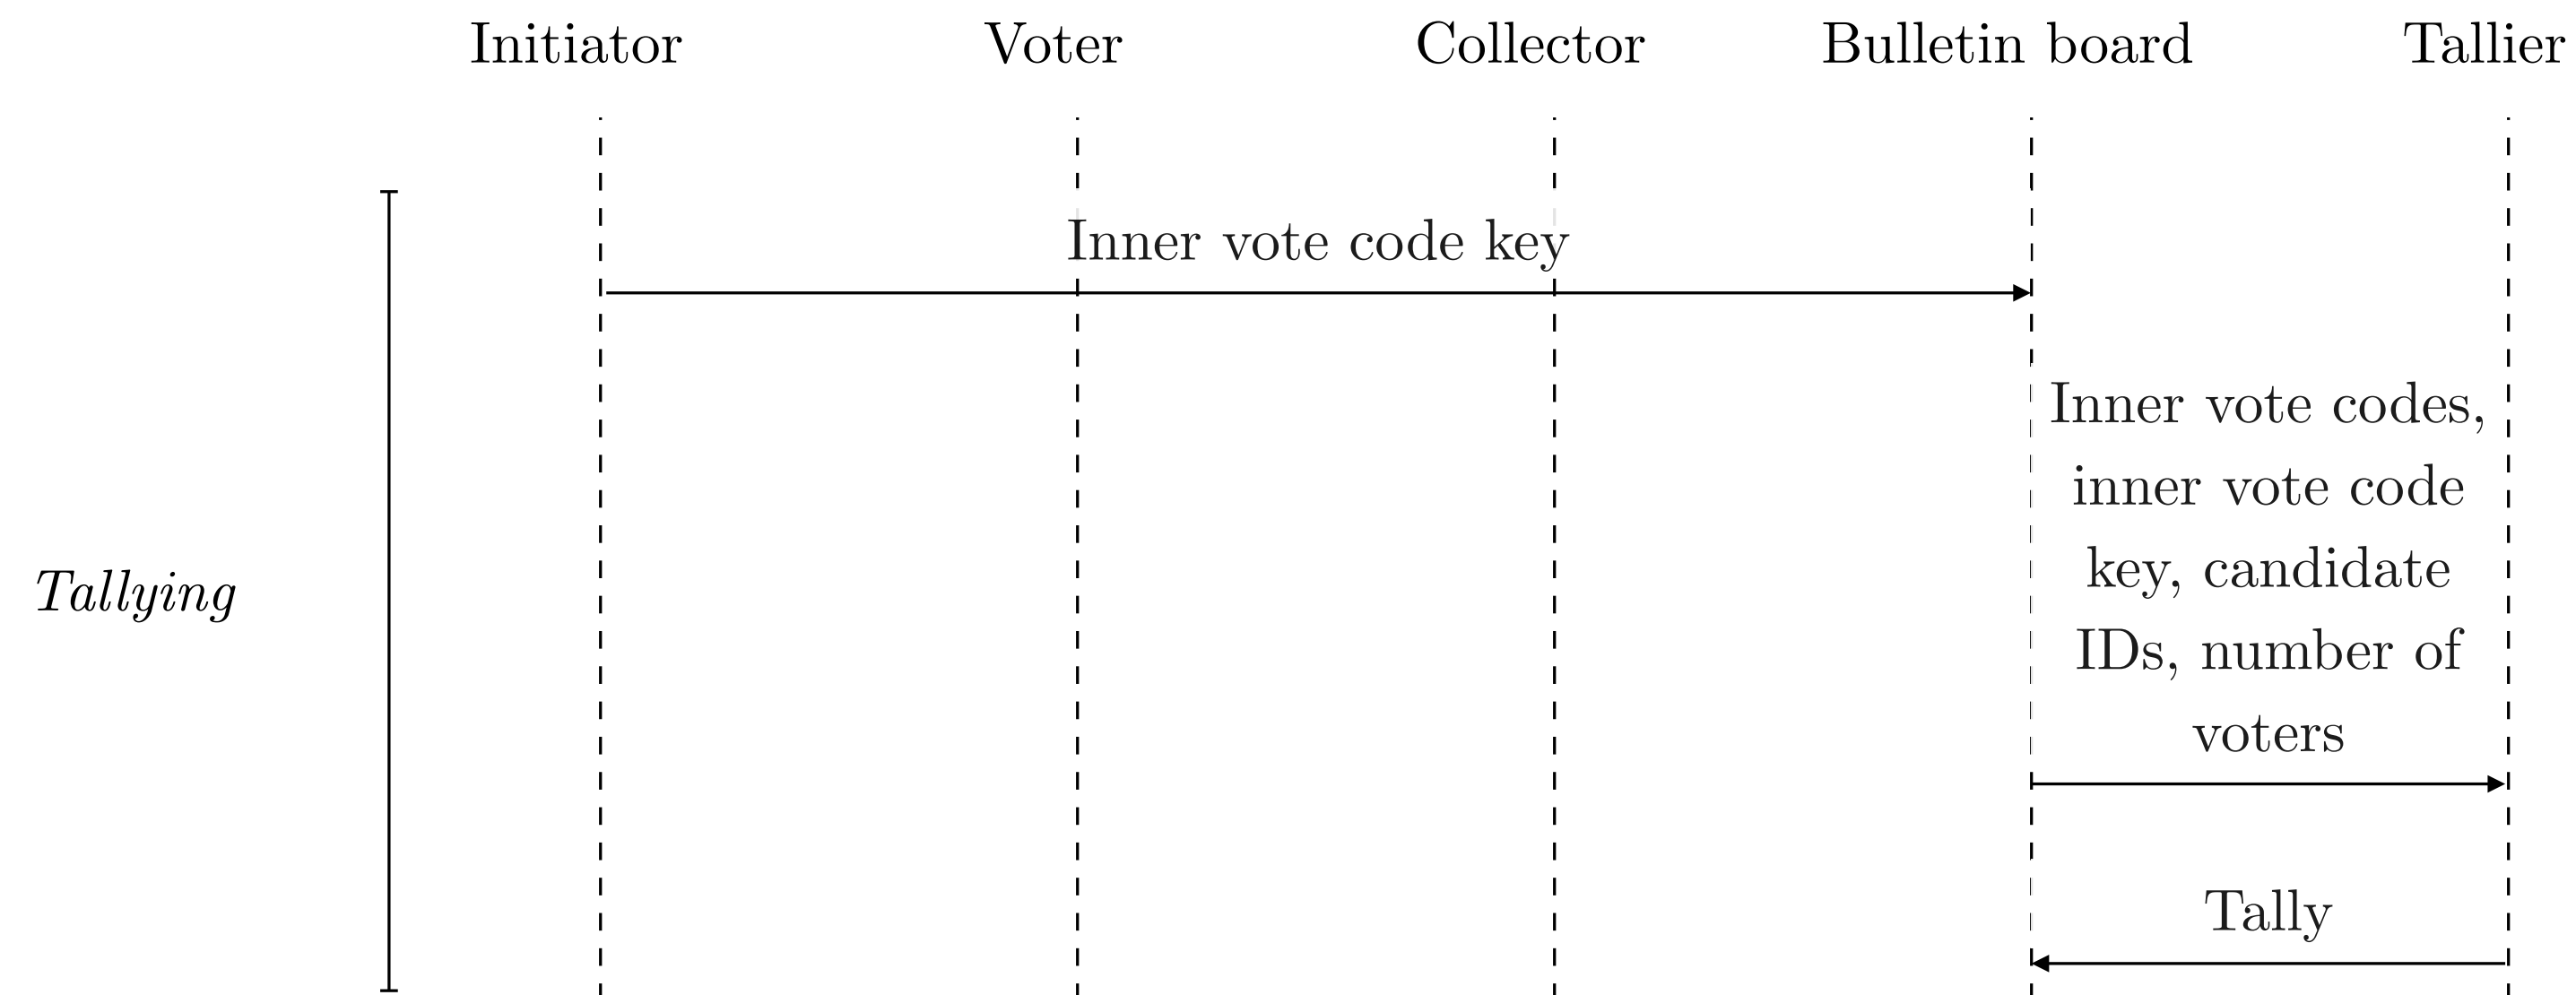 Initiator Voter Collector Bulletin board Tallier
Inner vote code key
Inner vote codes,
inner vote code
key, candidate
IDs, number of
voters
Tallying
Tally